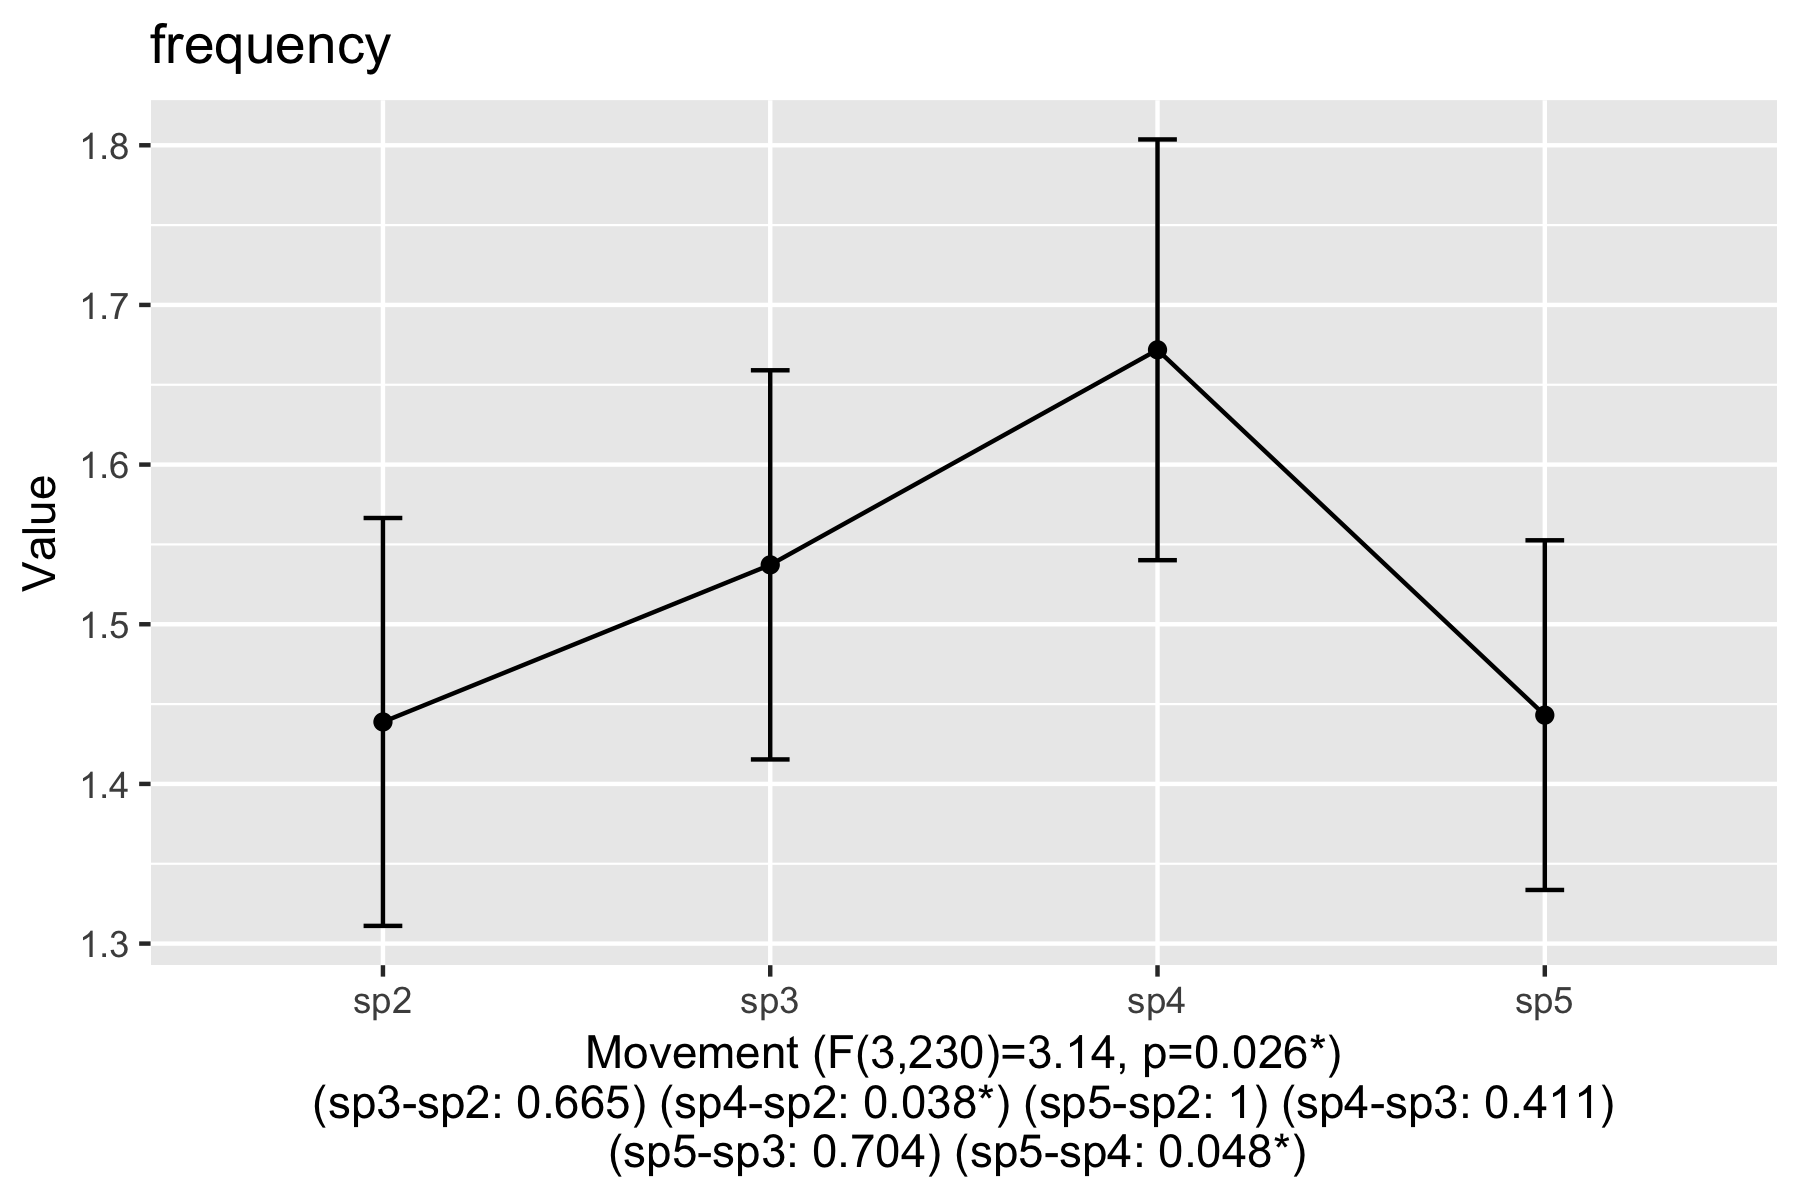 frequency
1.8
1.7
1.6
1.5
1.4
1.3
Value
sp2 sp3 sp4 sp5
Movement (F(3,230)=3.14, p=0.026*)
(sp3-sp2: 0.665) (sp4-sp2: 0.038*) (sp5-sp2: 1) (sp4-sp3: 0.411)
(sp5-sp3: 0.704) (sp5-sp4: 0.048*)